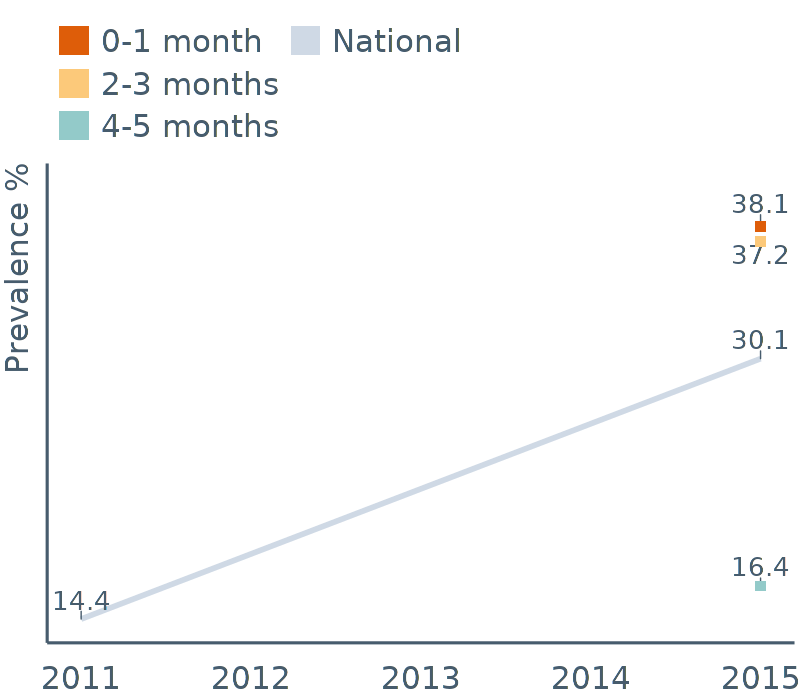 0-1 month
National
2-3 months
4-5 months
Prevalence %
38.1
37.2
30.1
16.4
14.4
2011 2012 2013 2014 2015